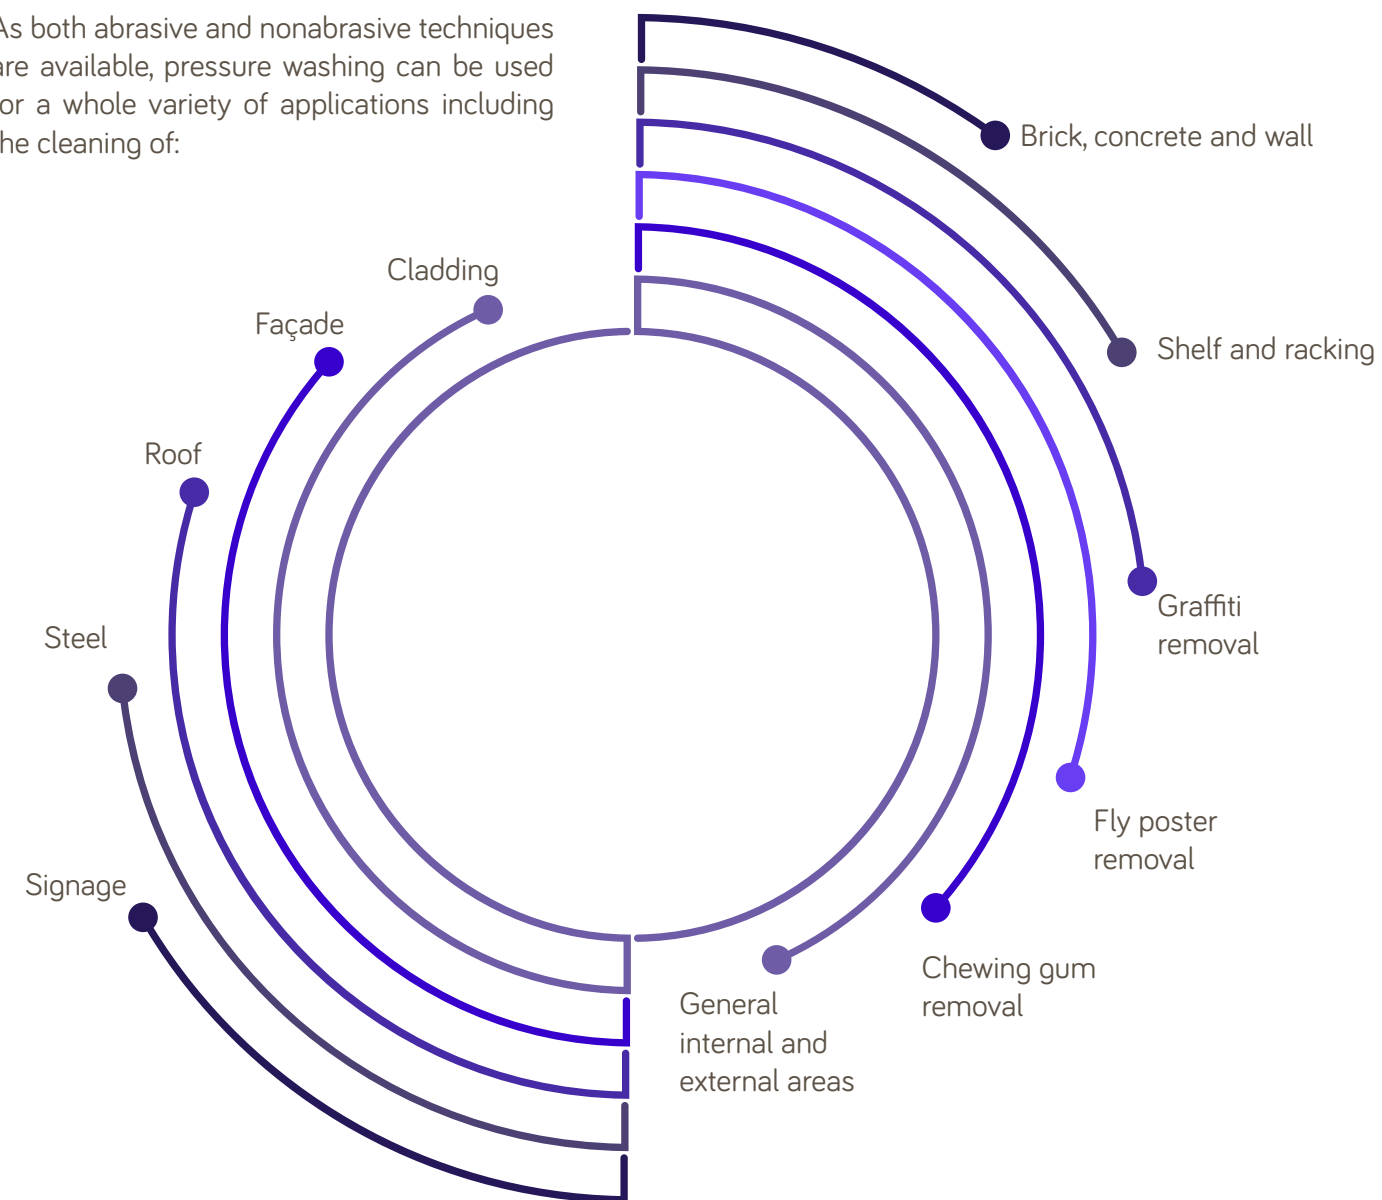 As both abrasive and nonabrasive techniques
are available, pressure washing can be used
for a whole variety of applications including
the cleaning of:
Brick, concrete and wall
Shelf and racking
Graffiti
removal
Fly poster
removal
Chewing gum
removal
General
internal and
external areas
Cladding
Façade
Roof
Steel
Signage